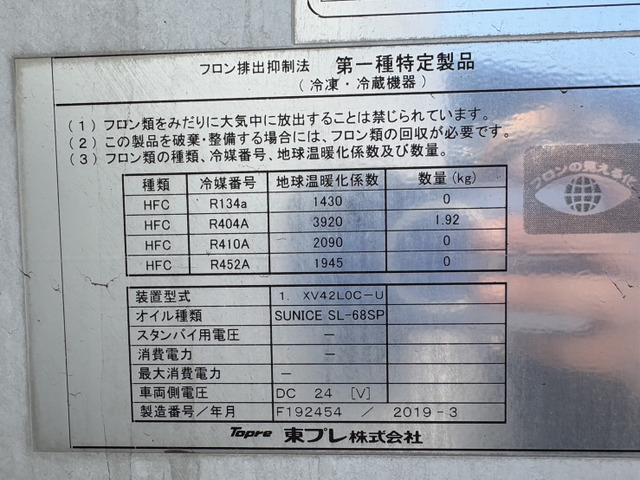 フロン排出抑制法 第一種特定製品
(冷凍・冷蔵機器)
(1) フロン類をみだりに大気中に放出することは禁じられています。
(2) この製品を破棄・整備する場合には、フロン類の回収が必要です。
(3) フロン類の種類、冷媒番号、地球温暖化係数及び数量。
フロンの見える化
種類 冷媒番号 地球温暖化係数 数量(kg)
HFC R134a 1430 0
HFC R404A 3920 1.92
HFC R410A 2090 0
HFC R452A 1945 0
装置型式 1. XV42L0C-U
オイル種類 SUNICE SL-68SP
スタンバイ用電圧 —
消費電力 —
最大消費電力 —
車両側電圧 DC 24 [V]
製造番号/年月 F192454 / 2019-3
Topre 東プレ株式会社